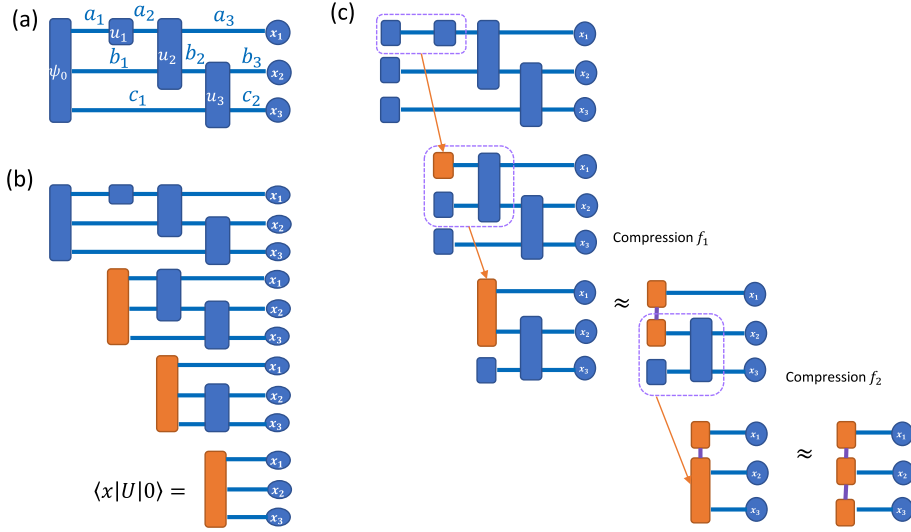 (a)
a₁ a₂ a₃
ψ₀ u₁ x₁
b₁ u₂ b₂ b₃ x₂
c₁ u₃ c₂ x₃
(b)
x₁
x₂
x₃
x₁
x₂
x₃
x₁
x₂
x₃
⟨x|U|0⟩ =
x₁
x₂
x₃
(c)
x₁
x₂
x₃
x₁
x₂
x₃
Compression f₁
x₁
x₂
x₃
≈
x₁
x₂
x₃
Compression f₂
x₁
x₂
x₃
≈
x₁
x₂
x₃